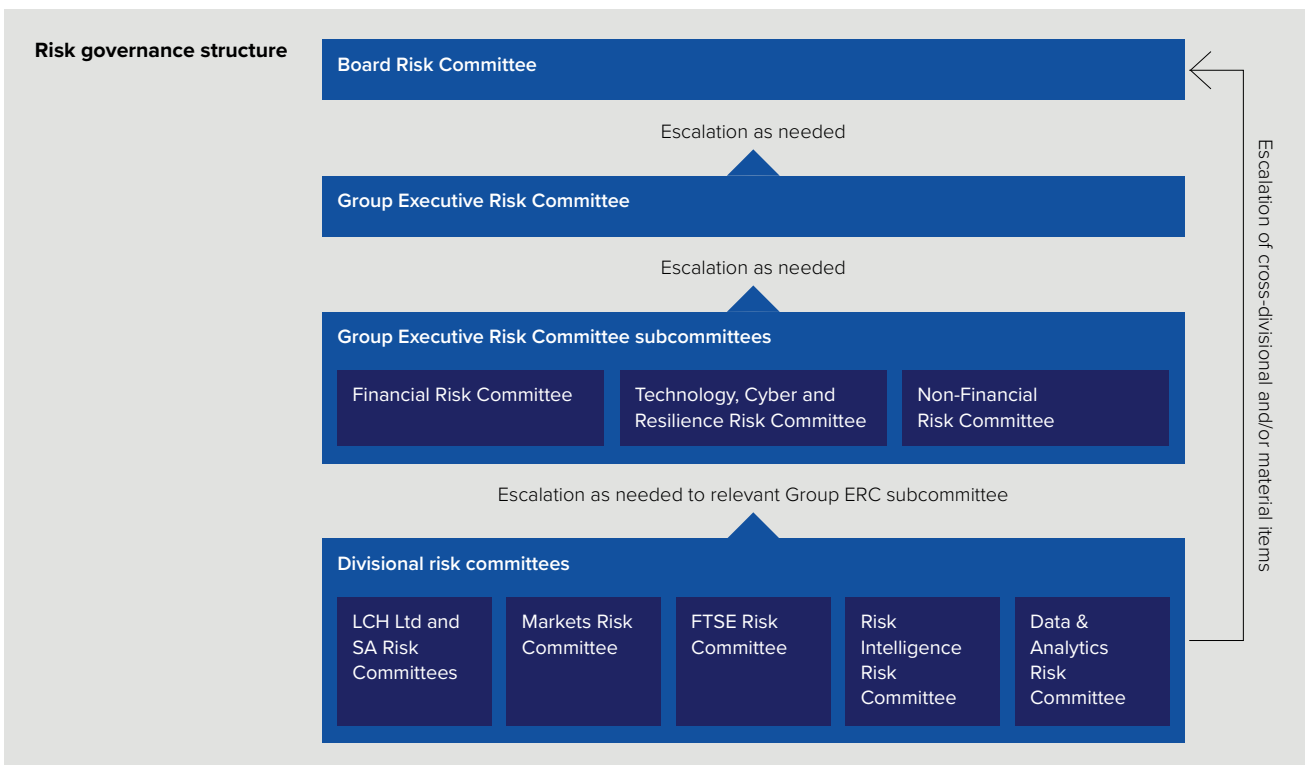 Risk governance structure
Board Risk Committee
Escalation as needed
Group Executive Risk Committee
Escalation as needed
Group Executive Risk Committee subcommittees
Financial Risk Committee
Technology, Cyber and
Resilience Risk Committee
Non-Financial
Risk Committee
Escalation as needed to relevant Group ERC subcommittee
Divisional risk committees
LCH Ltd and
SA Risk
Committees
Markets Risk
Committee
FTSE Risk
Committee
Risk
Intelligence
Risk
Committee
Data &
Analytics
Risk
Committee
Escalation of cross-divisional and/or material items